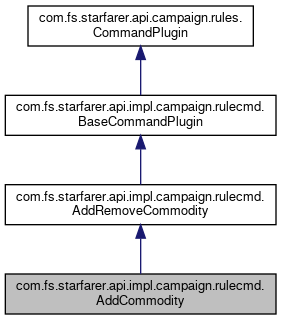 com.fs.starfarer.api.campaign.rules.
CommandPlugin
com.fs.starfarer.api.impl.campaign.rulecmd.
BaseCommandPlugin
com.fs.starfarer.api.impl.campaign.rulecmd.
AddRemoveCommodity
com.fs.starfarer.api.impl.campaign.rulecmd.
AddCommodity